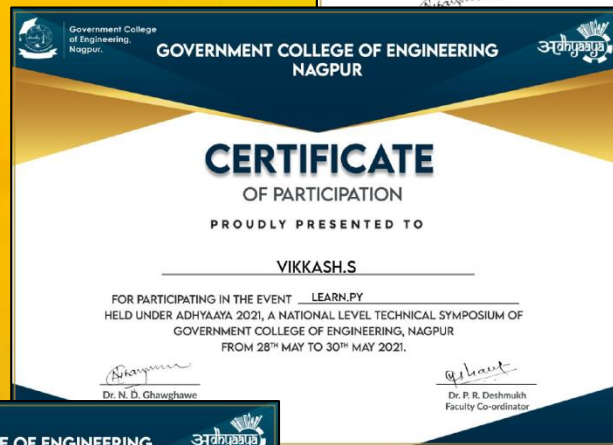 Government College
of Engineering,
Nagpur.
GOVERNMENT COLLEGE OF ENGINEERING
NAGPUR
अध्याया
CERTIFICATE
OF PARTICIPATION
PROUDLY PRESENTED TO
VIKKASH.S
FOR PARTICIPATING IN THE EVENT LEARN.PY
HELD UNDER ADHYAAYA 2021, A NATIONAL LEVEL TECHNICAL SYMPOSIUM OF
GOVERNMENT COLLEGE OF ENGINEERING, NAGPUR
FROM 28TH MAY TO 30TH MAY 2021.
Dr. N. D. Ghawghawe
Dr. P. R. Deshmukh
Faculty Co-ordinator
E OF ENGINEERING
अध्याया